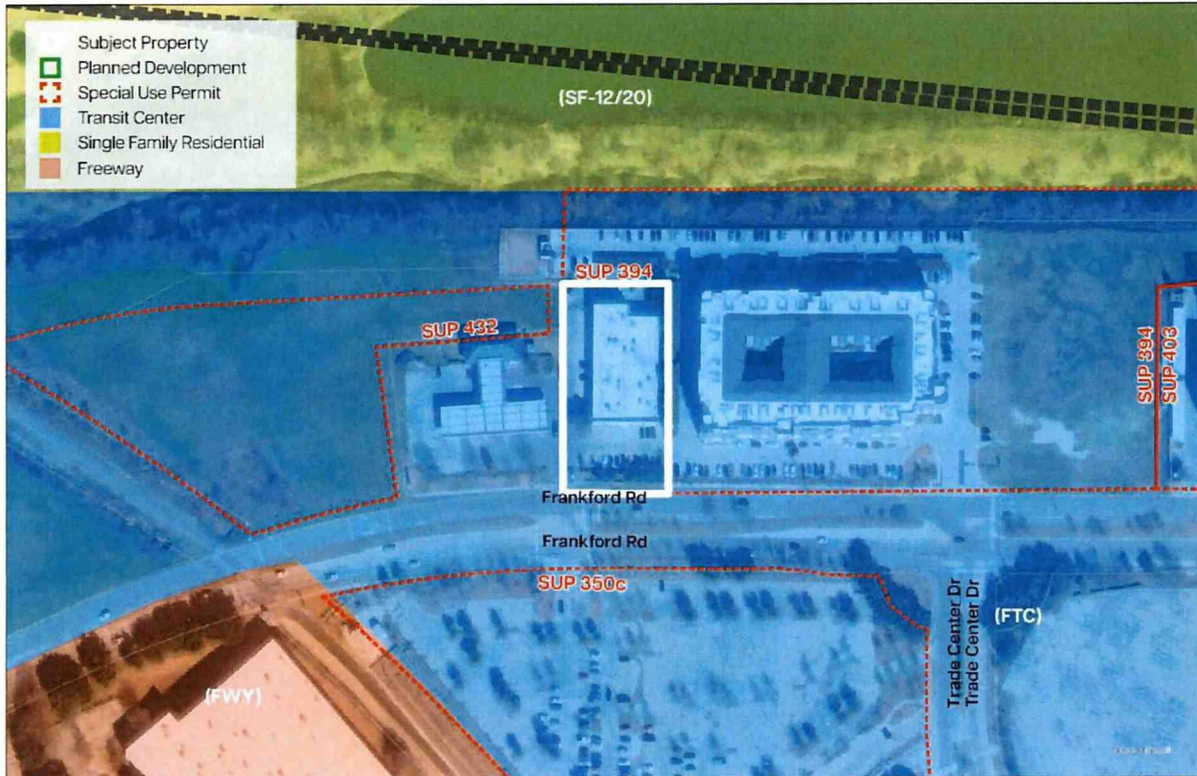 Subject Property
Planned Development
Special Use Permit
Transit Center
Single Family Residential
Freeway
(SF-12/20)
SUP 394
SUP 432
SUP 394
SUP 403
Frankford Rd
Frankford Rd
SUP 350c
Trade Center Dr
Trade Center Dr
(FTC)
(FWY)